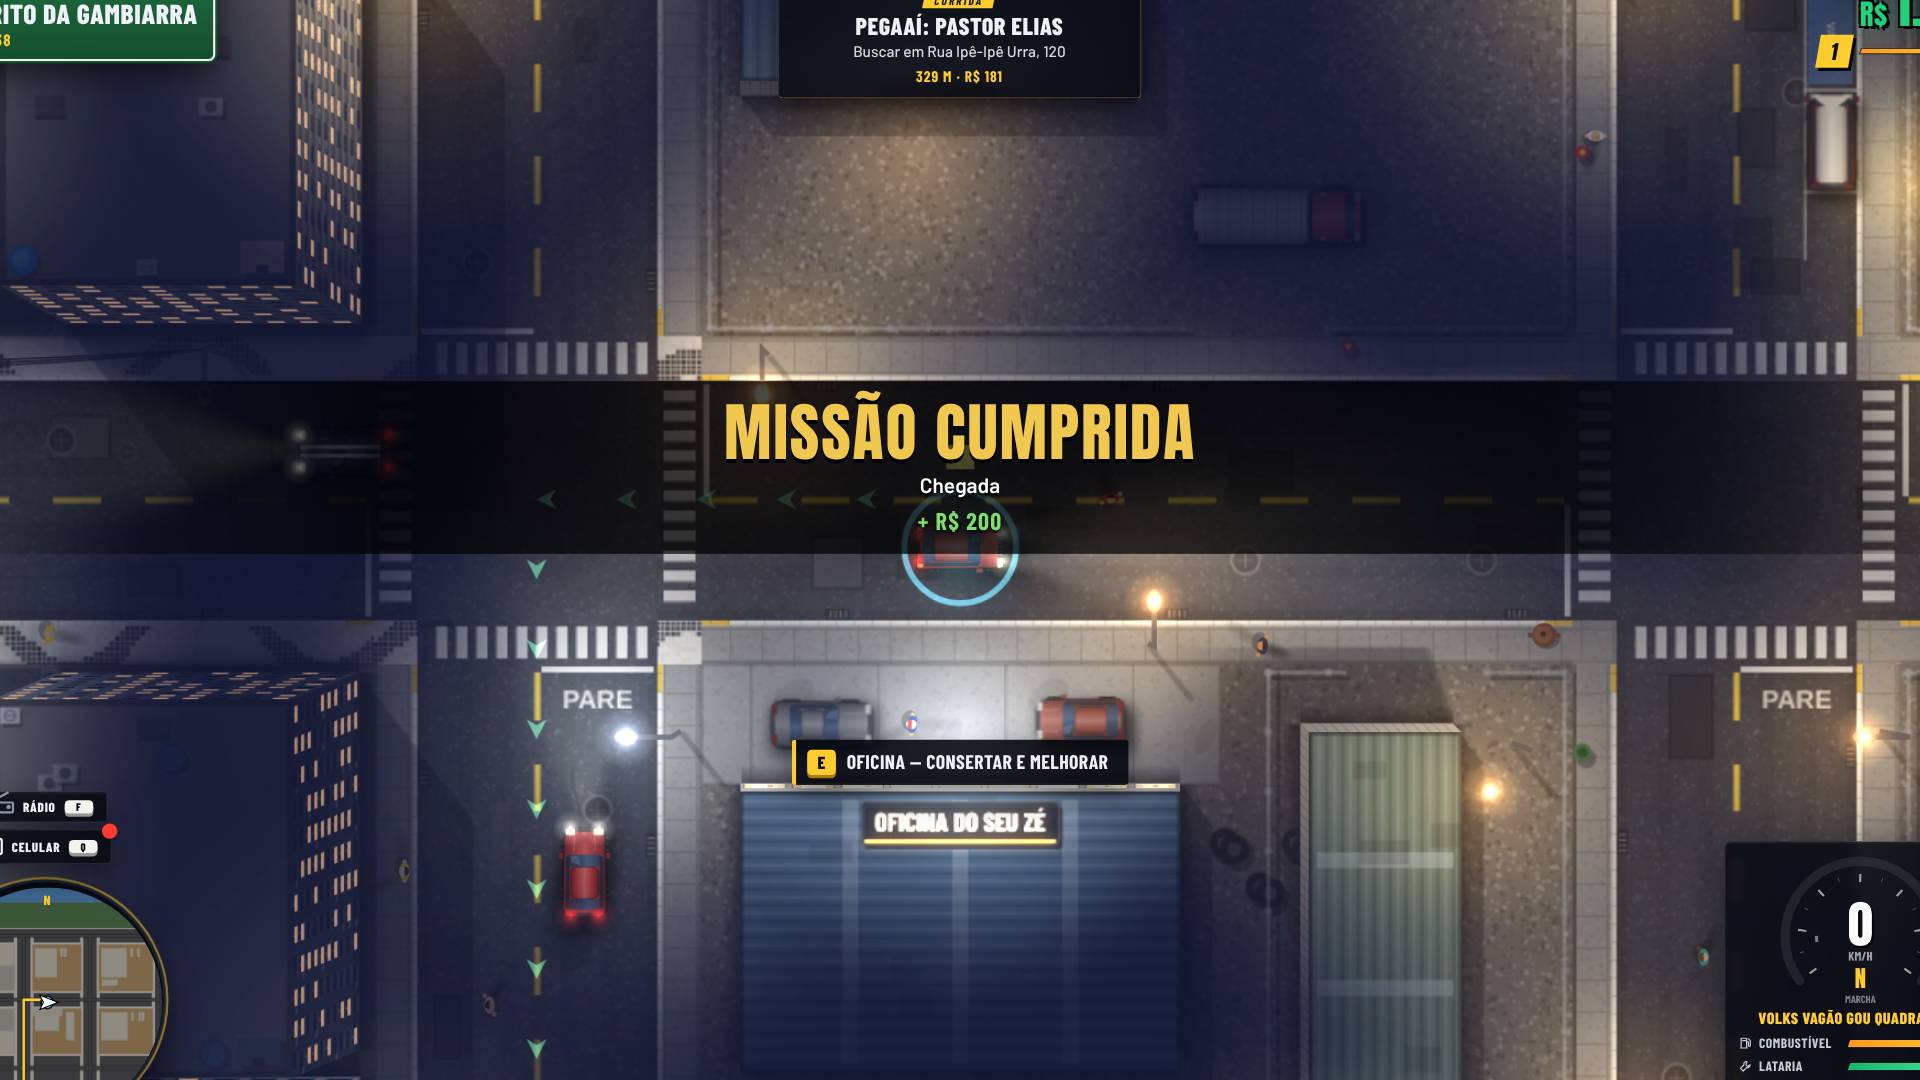 RITO DA GAMBIARRA
CORRIDA
PEGAAÍ: PASTOR ELIAS
Buscar em Rua Ipê-Ipê Urra, 120
329 M · R$ 181
R$
1
MISSÃO CUMPRIDA
Chegada
+ R$ 200
PARE
PARE
E OFICINA – CONSERTAR E MELHORAR
OFICINA DO SEU ZÉ
RÁDIO F
CELULAR Q
N
0
KM/H
N
MARCHA
VOLKS VAGÃO GOU QUADRA
COMBUSTÍVEL
LATARIA